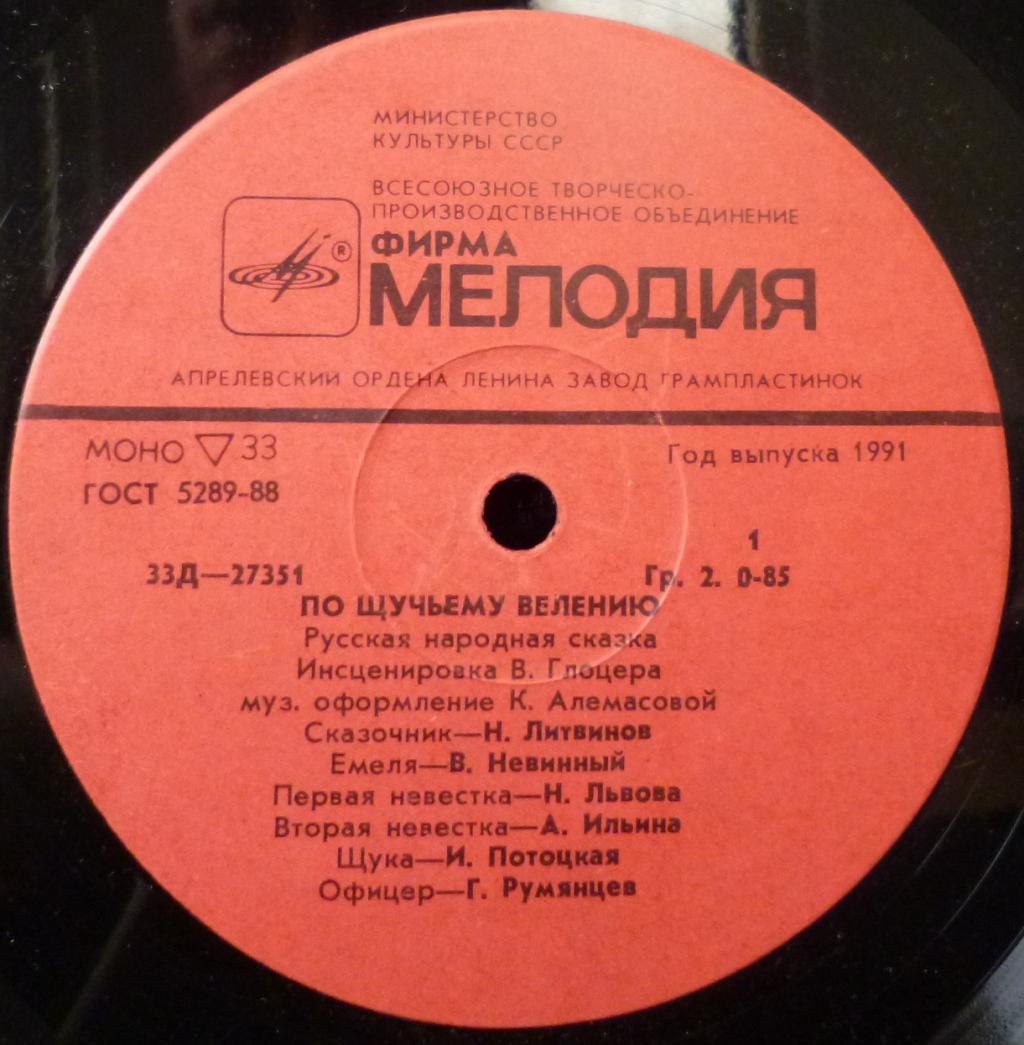 МИНИСТЕРСТВО
КУЛЬТУРЫ СССР
ВСЕСОЮЗНОЕ ТВОРЧЕСКО-
ПРОИЗВОДСТВЕННОЕ ОБЪЕДИНЕНИЕ
ФИРМА
®
МЕЛОДИЯ
АПРЕЛЕВСКИЙ ОРДЕНА ЛЕНИНА ЗАВОД ГРАМПЛАСТИНОК
МОНО ▽ 33
Год выпуска 1991
ГОСТ 5289-88
1
33Д—27351
Гр. 2. 0-85
ПО ЩУЧЬЕМУ ВЕЛЕНИЮ
Русская народная сказка
Инсценировка В. Глоцера
муз. оформление К. Алемасовой
Сказочник—Н. Литвинов
Емеля—В. Невинный
Первая невестка—Н. Львова
Вторая невестка—А. Ильина
Щука—И. Потоцкая
Офицер—Г. Румянцев